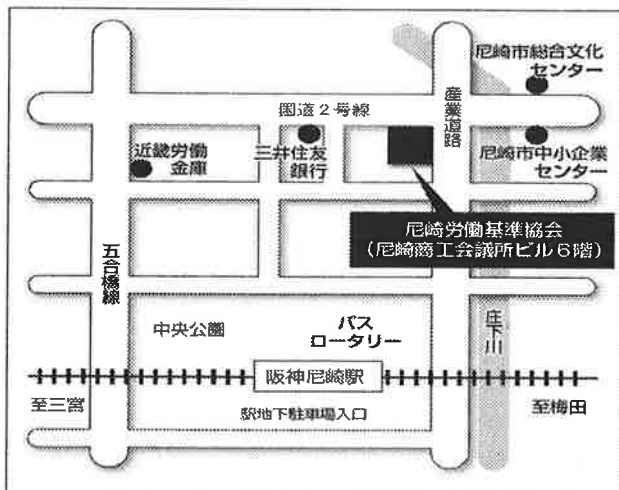 尼崎市総合文化
センター
産業道路
国道２号線
近畿労働
金庫
三井住友
銀行
尼崎市中小企業
センター
尼崎労働基準協会
(尼崎商工会議所ビル６階)
五合橋線
中央公園
バス
ロータリー
庄下川
阪神尼崎駅
至三宮
駅地下駐車場入口
至梅田